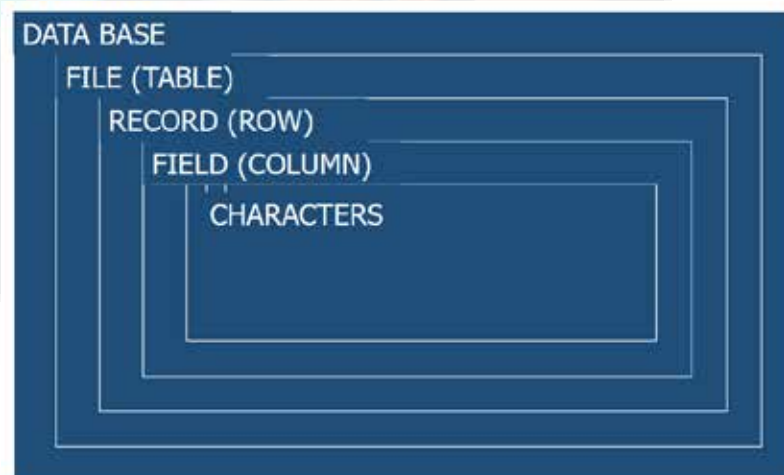 DATA BASE
FILE (TABLE)
RECORD (ROW)
FIELD (COLUMN)
CHARACTERS